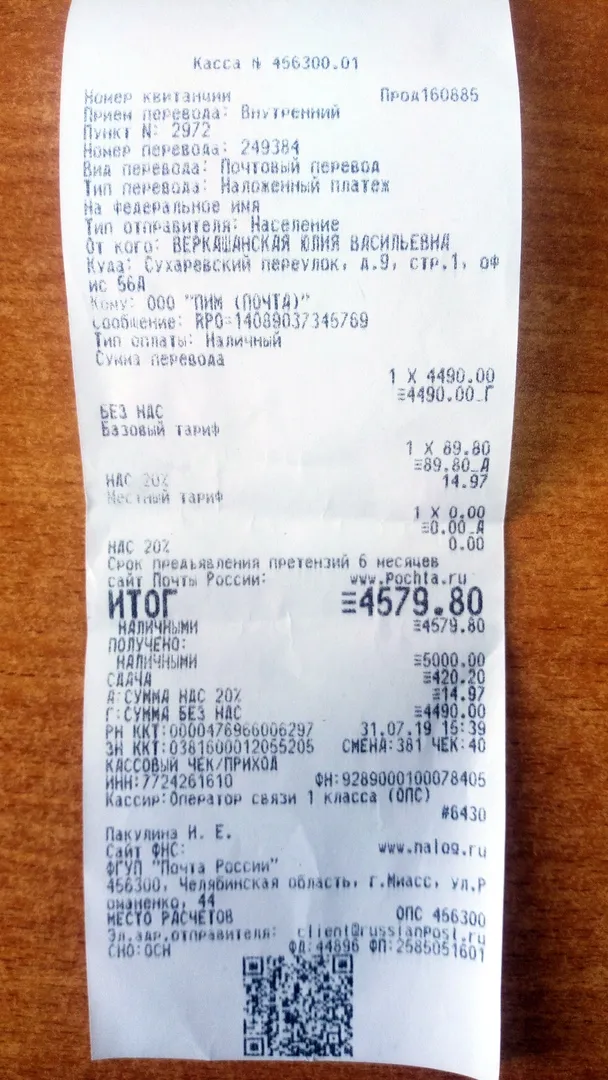 Касса № 456300.01
Номер квитанции Прод160885
Прием перевода: Внутренний
Пункт N: 2972
Номер перевода: 249384
Вид перевода: Почтовый перевод
Тип перевода: Наложенный платеж
На федеральное имя
Тип отправителя: Население
От кого: ВЕРКАШАНСКАЯ ЮЛИЯ ВАСИЛЬЕВНА
Куда: Сухаревский переулок, д.9, стр.1, оф
ис 56А
Кому: ООО "ПИМ (ПОЧТА)"
Сообщение: RPO=14089037345769
Тип оплаты: Наличный
Сумма перевода
1 X 4490.00
≡4490.00_Г
БЕЗ НДС
Базовый тариф
1 X 89.80
≡89.80_А
НДС 20% 14.97
Местный тариф
1 X 0.00
≡0.00_А
НДС 20% 0.00
Срок предъявления претензий 6 месяцев
сайт Почты России: www.pochta.ru
ИТОГ ≡4579.80
НАЛИЧНЫМИ ≡4579.80
ПОЛУЧЕНО:
НАЛИЧНЫМИ ≡5000.00
СДАЧА ≡420.20
А:СУММА НДС 20% ≡14.97
Г:СУММА БЕЗ НДС ≡4490.00
РН ККТ:0000476966006297 31.07.19 15:39
ЗН ККТ:0381600012055205 СМЕНА:381 ЧЕК:40
КАССОВЫЙ ЧЕК/ПРИХОД
ИНН:7724261610 ФН:9289000100078405
Кассир:Оператор связи 1 класса (ОПС)
#6430
Пакулина И. Е.
Сайт ФНС: www.nalog.ru
ФГУП "Почта России"
456300, Челябинская область, г.Миасс, ул.Р
оманенко, 44
МЕСТО РАСЧЕТОВ ОПС 456300
Эл.адр.отправителя: client@russianpost.ru
СНО:ОСН ФД:44896 ФП:2585051601